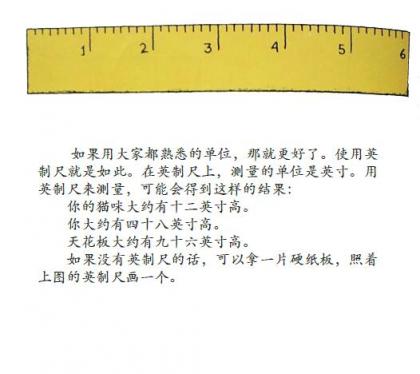 1 2 3 4 5 6
如果用大家都熟悉的单位，那就更好了。使用英
制尺就是如此。在英制尺上，测量的单位是英寸。用
英制尺来测量，可能会得到这样的结果：
你的猫咪大约有十二英寸高。
你大约有四十八英寸高。
天花板大约有九十六英寸高。
如果没有英制尺的话，可以拿一片硬纸板，照着
上图的英制尺画一个。